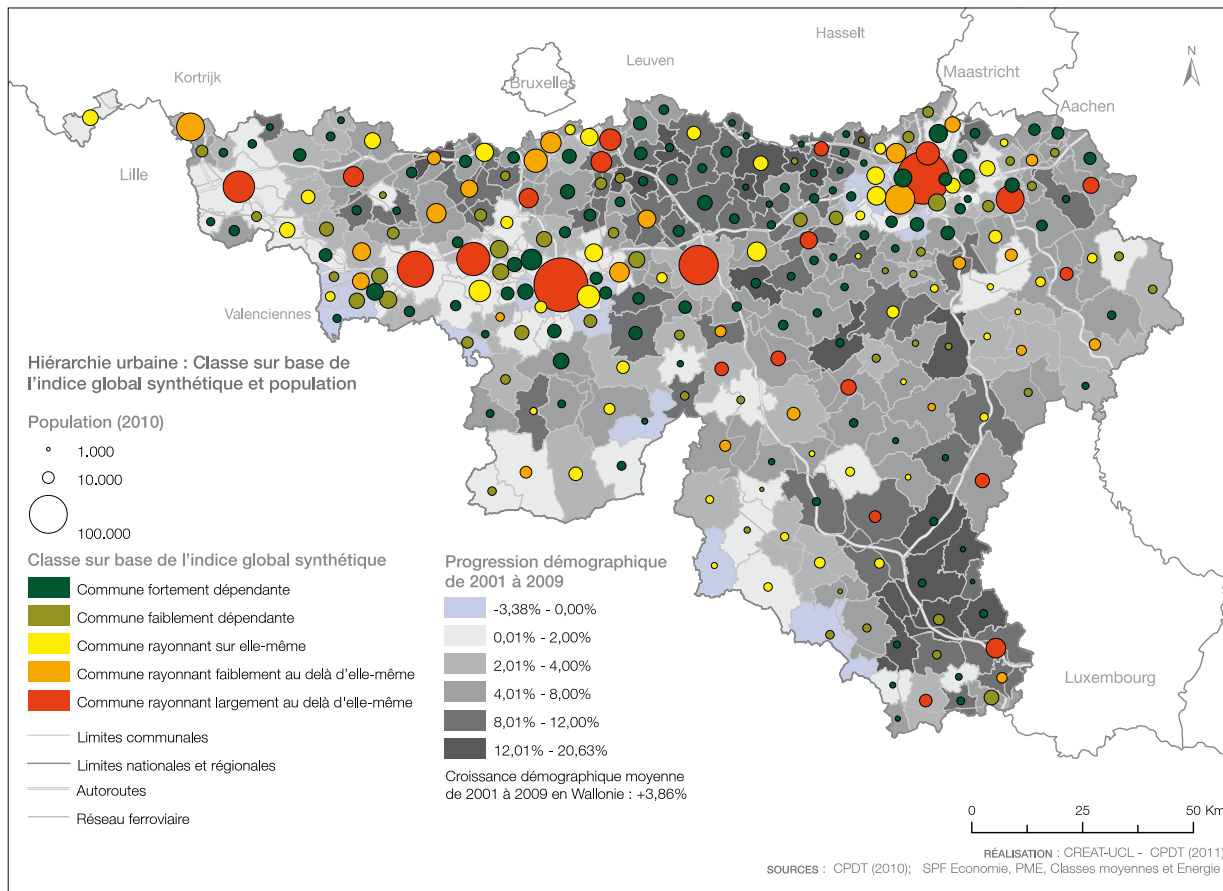 Hasselt
Leuven
Kortrijk
Bruxelles
Maastricht
N
Aachen
Lille
Valenciennes
Luxembourg
Hiérarchie urbaine : Classe sur base de
l'indice global synthétique et population
Population (2010)
1.000
10.000
100.000
Classe sur base de l'indice global synthétique
Commune fortement dépendante
Commune faiblement dépendante
Commune rayonnant sur elle-même
Commune rayonnant faiblement au delà d'elle-même
Commune rayonnant largement au delà d'elle-même
Limites communales
Limites nationales et régionales
Autoroutes
Réseau ferroviaire
Progression démographique
de 2001 à 2009
-3,38% - 0,00%
0,01% - 2,00%
2,01% - 4,00%
4,01% - 8,00%
8,01% - 12,00%
12,01% - 20,63%
Croissance démographique moyenne
de 2001 à 2009 en Wallonie : +3,86%
0 25 50 Km
RÉALISATION : CREAT-UCL - CPDT (2011)
SOURCES : CPDT (2010); SPF Economie, PME, Classes moyennes et Energie